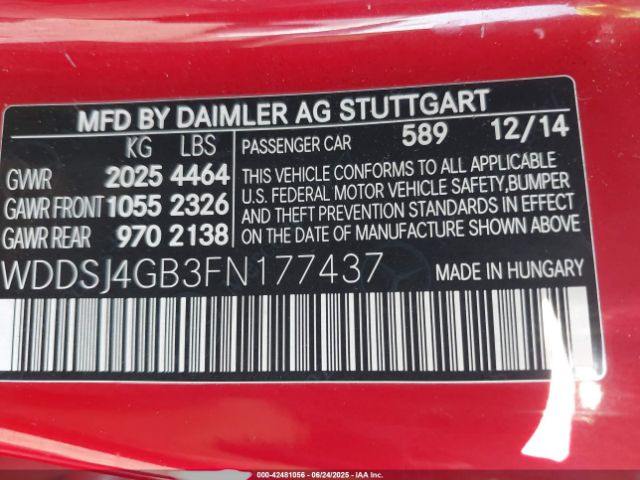 MFD BY DAIMLER AG STUTTGART
KG LBS
GVWR 2025 4464
GAWR FRONT 1055 2326
GAWR REAR 970 2138
PASSENGER CAR 589 12/14
THIS VEHICLE CONFORMS TO ALL APPLICABLE
U.S. FEDERAL MOTOR VEHICLE SAFETY, BUMPER
AND THEFT PREVENTION STANDARDS IN EFFECT
ON THE DATE OF MANUFACTURE SHOWN ABOVE
WDDSJ4GB3FN177437 MADE IN HUNGARY
000-42481056 - 06/24/2025 - IAA Inc.